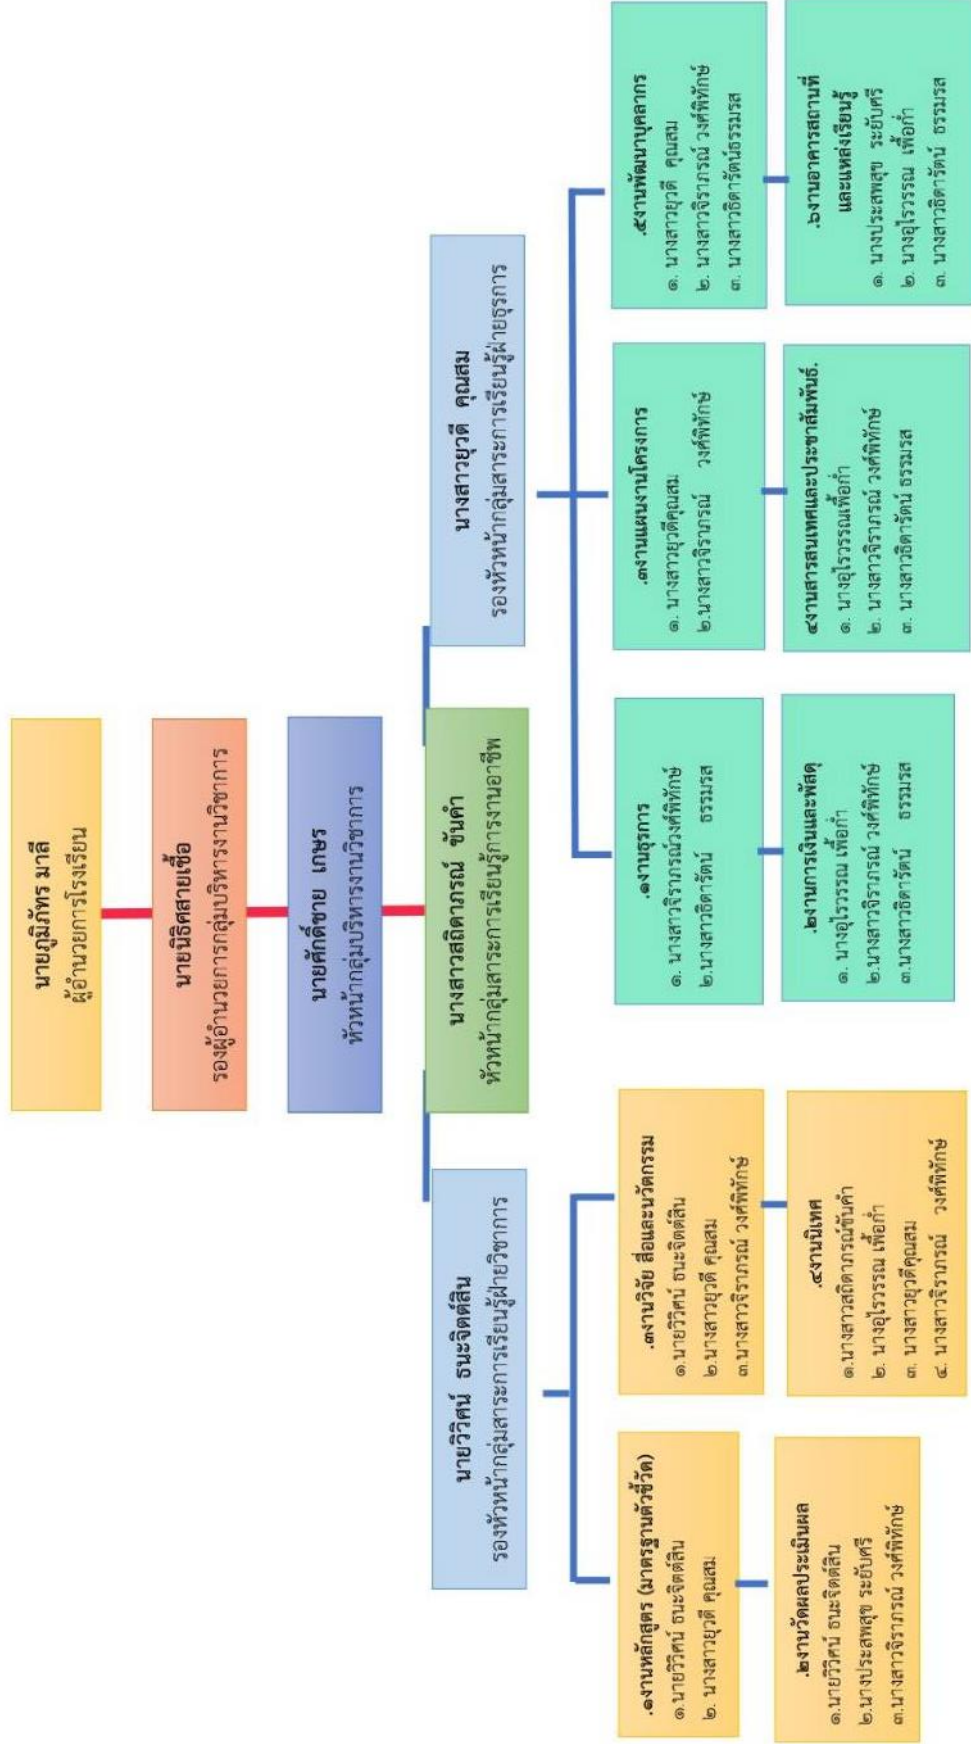 นายภูมิภัทร มาลี
ผู้อำนวยการโรงเรียน
นายนิธิศสายเชื้อ
รองผู้อำนวยการกลุ่มบริหารงานวิชาการ
นายศักดิ์ชาย เกษร
หัวหน้ากลุ่มบริหารงานวิชาการ
นางสาวสถิดาภรณ์ ขันคำ
หัวหน้ากลุ่มสาระการเรียนรู้การงานอาชีพ
นายวิวิศน์ ธนะจิตต์สิน
รองหัวหน้ากลุ่มสาระการเรียนรู้ฝ่ายวิชาการ
นางสาวยุวดี คุณสม
รองหัวหน้ากลุ่มสาระการเรียนรู้ฝ่ายธุรการ
.๑งานหลักสูตร (มาตรฐานตัวชี้วัด)
๑.นายวิวิศน์ ธนะจิตต์สิน
๒. นางสาวยุวดี คุณสม
.๒งานวัดผลประเมินผล
๑.นายวิวิศน์ ธนะจิตต์สิน
๒.นางประสพสุข ระยับศรี
๓.นางสาวจิราภรณ์ วงศ์พิทักษ์
.๓งานวิจัย สื่อและนวัตกรรม
๑.นายวิวิศน์ ธนะจิตต์สิน
๒.นางสาวยุวดี คุณสม
๓.นางสาวจิราภรณ์ วงศ์พิทักษ์
.๔งานนิเทศ
๑.นางสาวสถิดาภรณ์ขันคำ
๒. นางอุไรวรรณ เพื่อก่ำ
๓. นางสาวยุวดีคุณสม
๔. นางสาวจิราภรณ์ วงศ์พิทักษ์
.๑งานธุรการ
๑. นางสาวจิราภรณ์วงศ์พิทักษ์
๒.นางสาวธิดารัตน์ ธรรมรส
.๒งานการเงินและพัสดุ
๑. นางอุไรวรรณ เพื่อก่ำ
๒.นางสาวจิราภรณ์ วงศ์พิทักษ์
๓.นางสาวธิดารัตน์ ธรรมรส
.๓งานแผนงานโครงการ
๑. นางสาวยุวดีคุณสม
๒.นางสาวจิราภรณ์ วงศ์พิทักษ์
๔งานสารสนเทศและประชาสัมพันธ์.
๑. นางอุไรวรรณเพื่อก่ำ
๒. นางสาวจิราภรณ์ วงศ์พิทักษ์
๓. นางสาวธิดารัตน์ ธรรมรส
.๕งานพัฒนาบุคลากร
๑. นางสาวยุวดี คุณสม
๒. นางสาวจิราภรณ์ วงศ์พิทักษ์
๓. นางสาวธิดารัตน์ธรรมรส
.๖งานอาคารสถานที่
และแหล่งเรียนรู้
๑. นางประสพสุข ระยับศรี
๒. นางอุไรวรรณ เพื่อก่ำ
๓. นางสาวธิดารัตน์ ธรรมรส